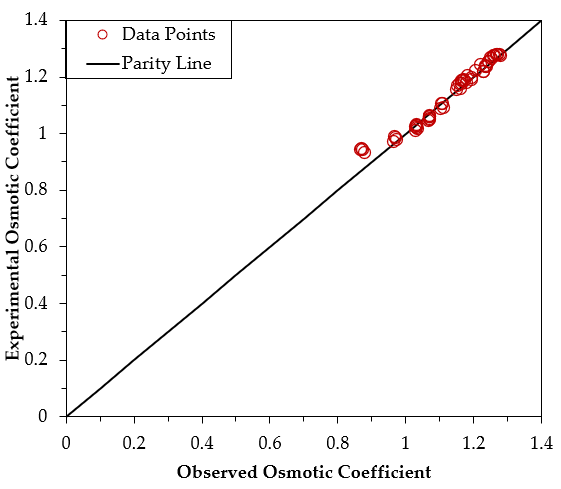 1.4
1.2
1
0.8
0.6
0.4
0.2
0
Experimental Osmotic Coefficient
Data Points
Parity Line
0 0.2 0.4 0.6 0.8 1 1.2 1.4
Observed Osmotic Coefficient